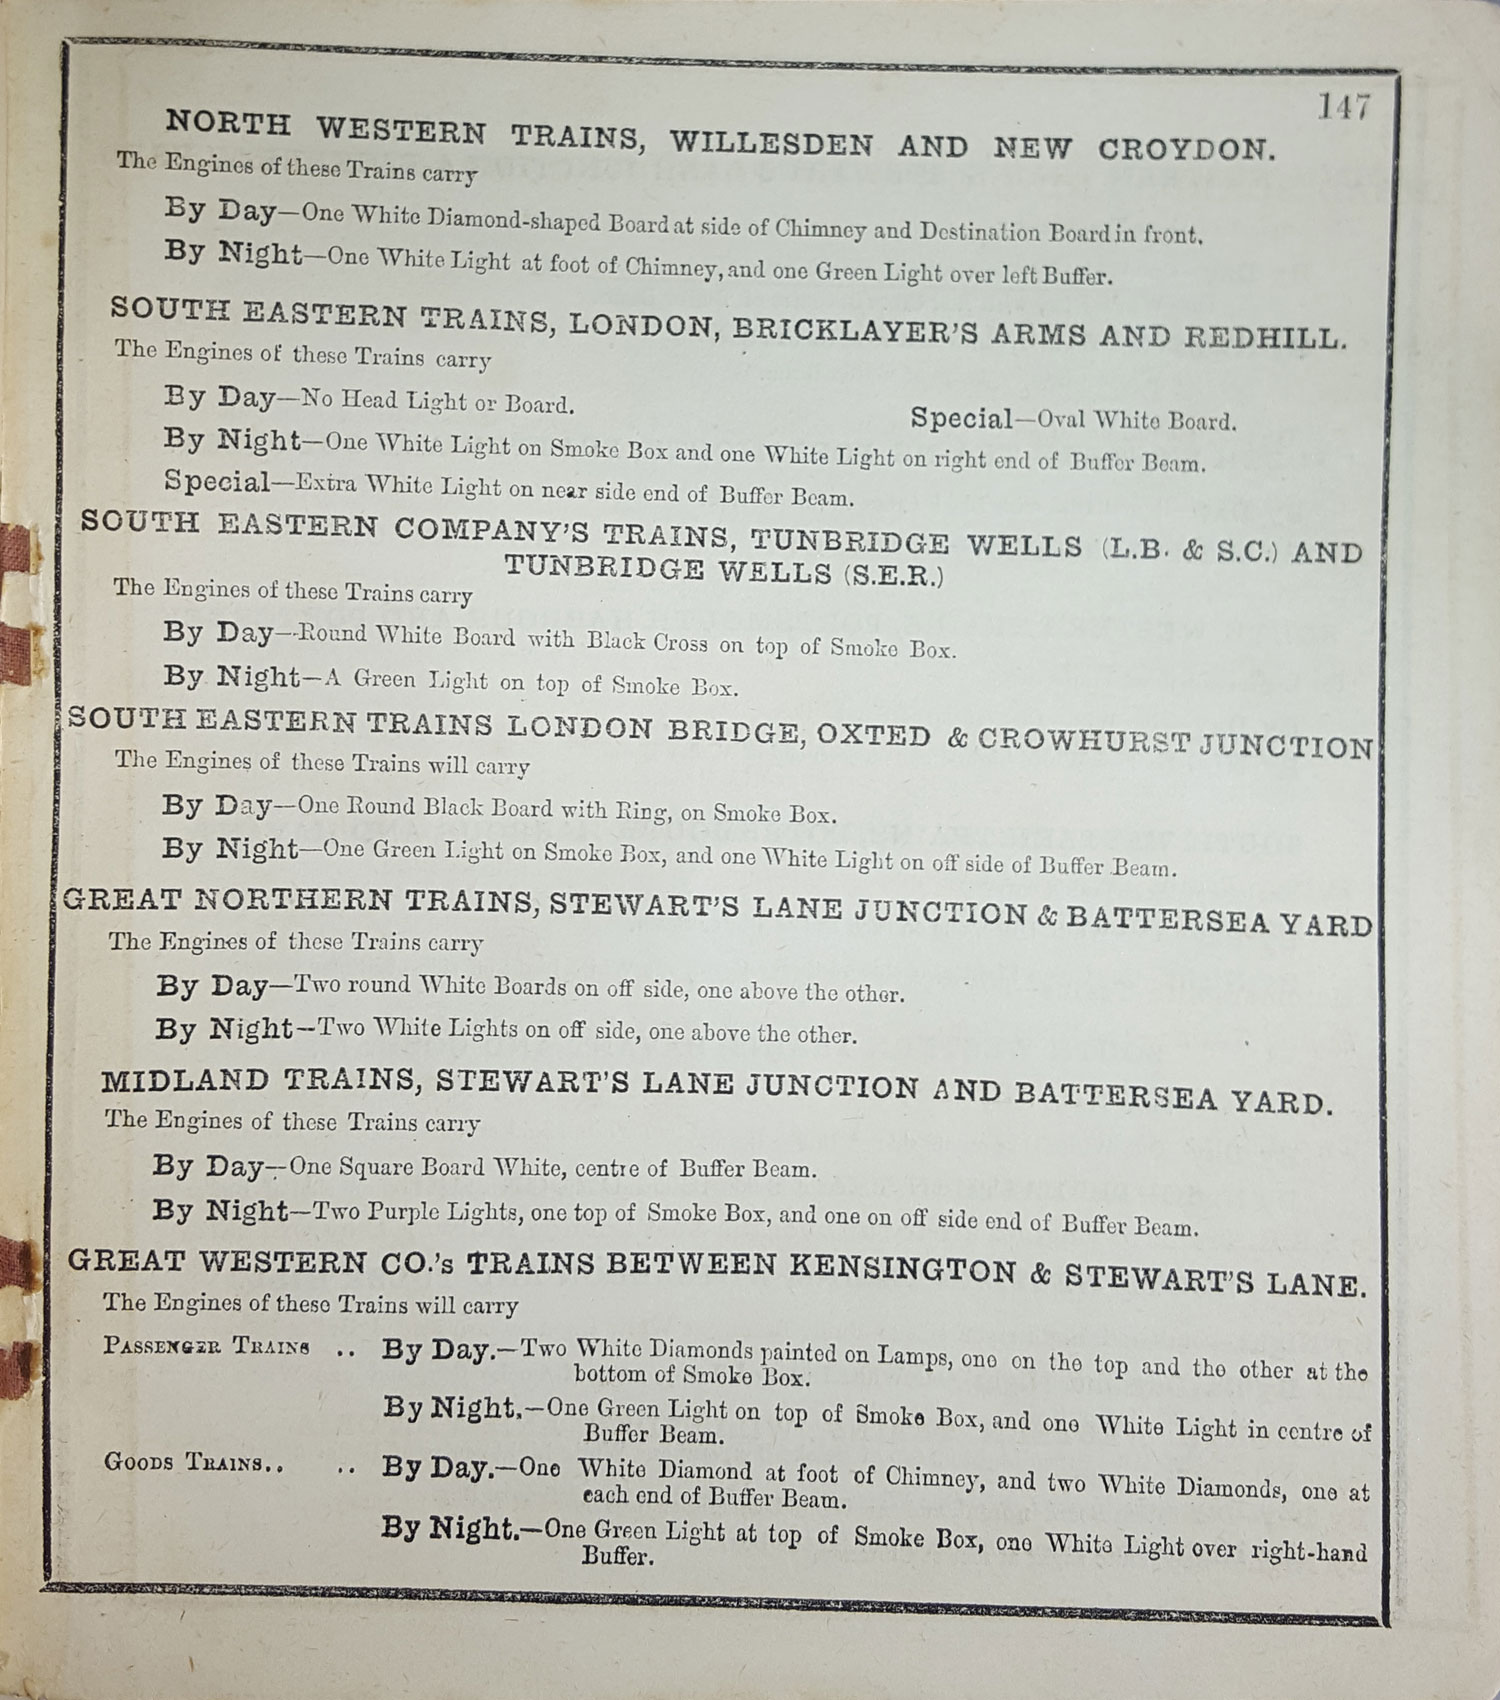 147
NORTH WESTERN TRAINS, WILLESDEN AND NEW CROYDON.
The Engines of these Trains carry
By Day—One White Diamond-shaped Board at side of Chimney and Destination Board in front.
By Night—One White Light at foot of Chimney, and one Green Light over left Buffer.
SOUTH EASTERN TRAINS, LONDON, BRICKLAYER'S ARMS AND REDHILL.
The Engines of these Trains carry
By Day—No Head Light or Board. Special—Oval White Board.
By Night—One White Light on Smoke Box and one White Light on right end of Buffer Beam.
Special—Extra White Light on near side end of Buffer Beam.
SOUTH EASTERN COMPANY'S TRAINS, TUNBRIDGE WELLS (L.B. & S.C.) AND
TUNBRIDGE WELLS (S.E.R.)
The Engines of these Trains carry
By Day—Round White Board with Black Cross on top of Smoke Box.
By Night—A Green Light on top of Smoke Box.
SOUTH EASTERN TRAINS LONDON BRIDGE, OXTED & CROWHURST JUNCTION
The Engines of these Trains will carry
By Day—One Round Black Board with Ring, on Smoke Box.
By Night—One Green Light on Smoke Box, and one White Light on off side of Buffer Beam.
GREAT NORTHERN TRAINS, STEWART'S LANE JUNCTION & BATTERSEA YARD
The Engines of these Trains carry
By Day—Two round White Boards on off side, one above the other.
By Night—Two White Lights on off side, one above the other.
MIDLAND TRAINS, STEWART'S LANE JUNCTION AND BATTERSEA YARD.
The Engines of these Trains carry
By Day—One Square Board White, centre of Buffer Beam.
By Night—Two Purple Lights, one top of Smoke Box, and one on off side end of Buffer Beam.
GREAT WESTERN CO.'s TRAINS BETWEEN KENSINGTON & STEWART'S LANE.
The Engines of these Trains will carry
PASSENGER TRAINS .. By Day.—Two White Diamonds painted on Lamps, one on the top and the other at the
bottom of Smoke Box.
By Night.—One Green Light on top of Smoke Box, and one White Light in centre of
Buffer Beam.
GOODS TRAINS.. .. By Day.—One White Diamond at foot of Chimney, and two White Diamonds, one at
each end of Buffer Beam.
By Night.—One Green Light at top of Smoke Box, one White Light over right-hand
Buffer.